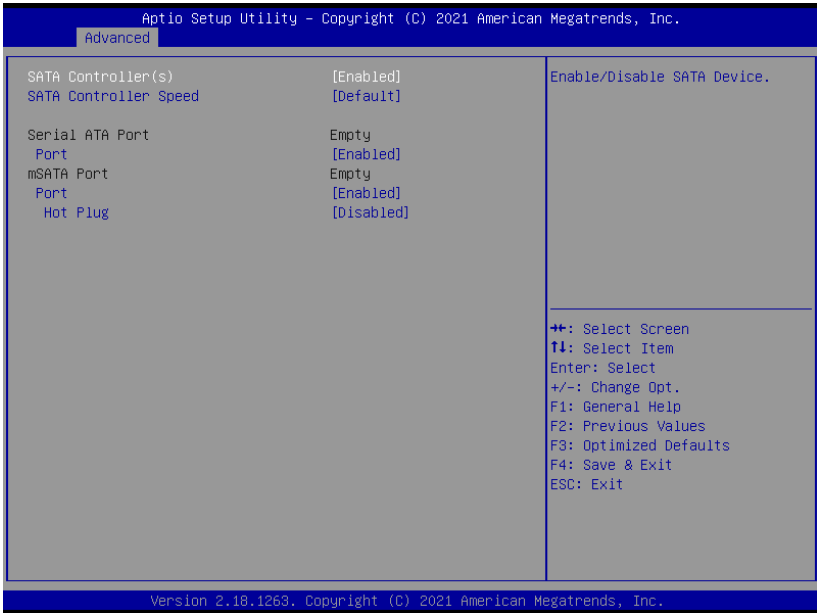 Aptio Setup Utility – Copyright (C) 2021 American Megatrends, Inc.
Advanced
SATA Controller(s) [Enabled]
SATA Controller Speed [Default]
Serial ATA Port Empty
Port [Enabled]
mSATA Port Empty
Port [Enabled]
Hot Plug [Disabled]
Enable/Disable SATA Device.
→←: Select Screen
↑↓: Select Item
Enter: Select
+/-: Change Opt.
F1: General Help
F2: Previous Values
F3: Optimized Defaults
F4: Save & Exit
ESC: Exit
Version 2.18.1263. Copyright (C) 2021 American Megatrends, Inc.